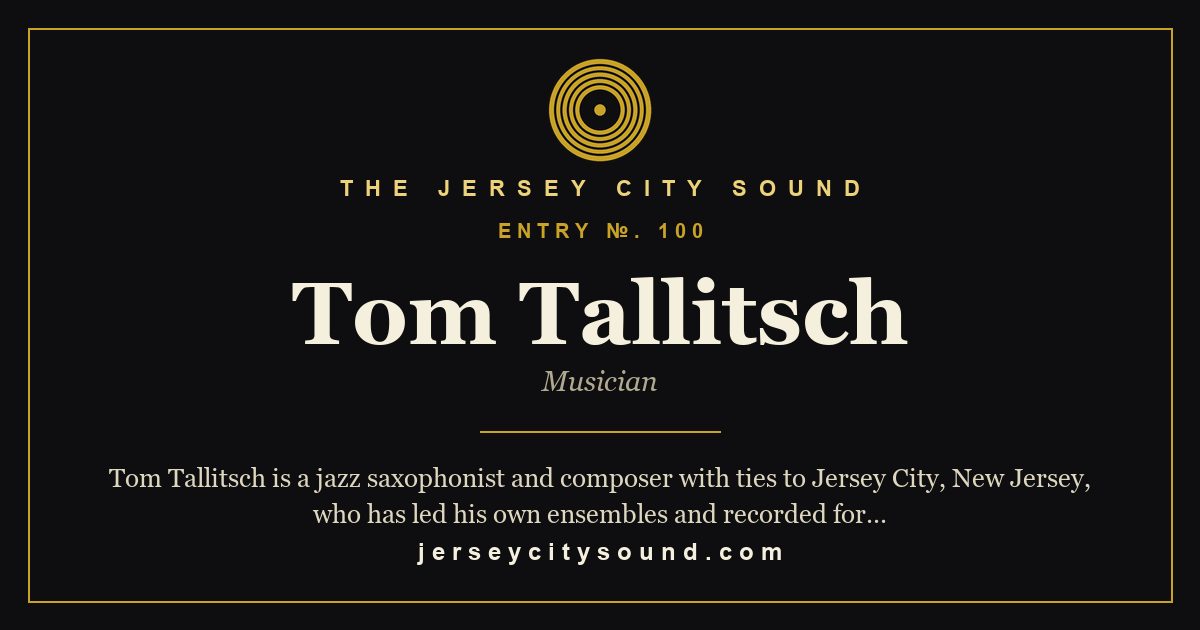 THE JERSEY CITY SOUND
ENTRY №. 100
Tom Tallitsch
Musician
Tom Tallitsch is a jazz saxophonist and composer with ties to Jersey City, New Jersey,
who has led his own ensembles and recorded for...
jerseycitysound.com